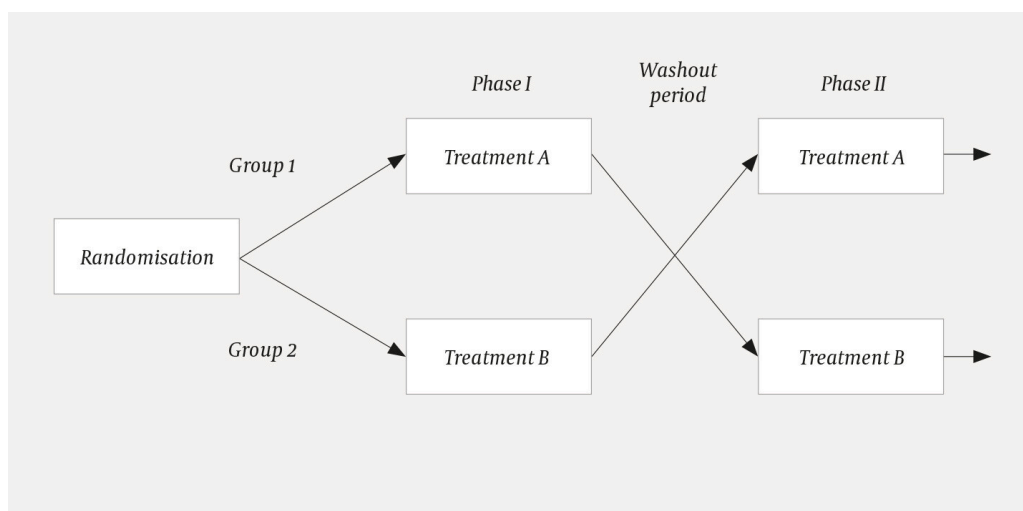 Phase I
Washout
period
Phase II
Group 1
Treatment A
Treatment A
Randomisation
Group 2
Treatment B
Treatment B